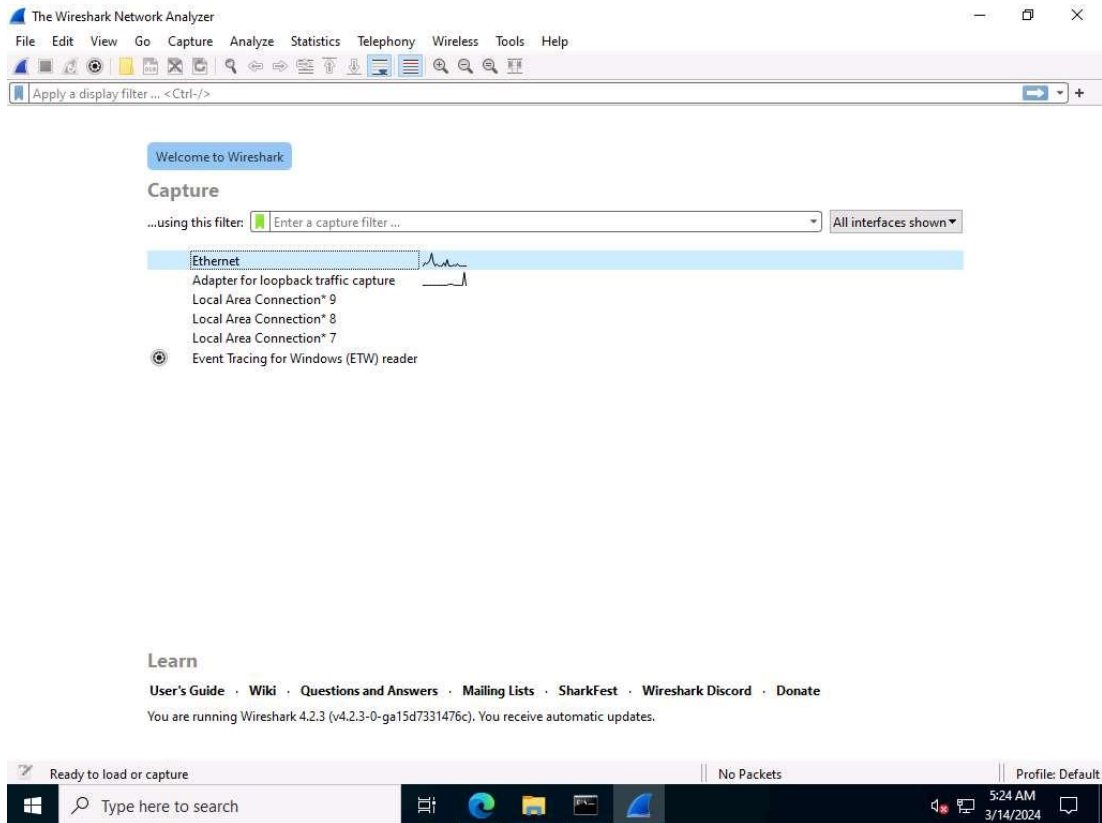 The Wireshark Network Analyzer
File Edit View Go Capture Analyze Statistics Telephony Wireless Tools Help
Apply a display filter ... <Ctrl-/>
Welcome to Wireshark
Capture
...using this filter: Enter a capture filter ... All interfaces shown
Ethernet
Adapter for loopback traffic capture
Local Area Connection* 9
Local Area Connection* 8
Local Area Connection* 7
Event Tracing for Windows (ETW) reader
Learn
User's Guide · Wiki · Questions and Answers · Mailing Lists · SharkFest · Wireshark Discord · Donate
You are running Wireshark 4.2.3 (v4.2.3-0-ga15d7331476c). You receive automatic updates.
Ready to load or capture No Packets Profile: Default
Type here to search
5:24 AM
3/14/2024